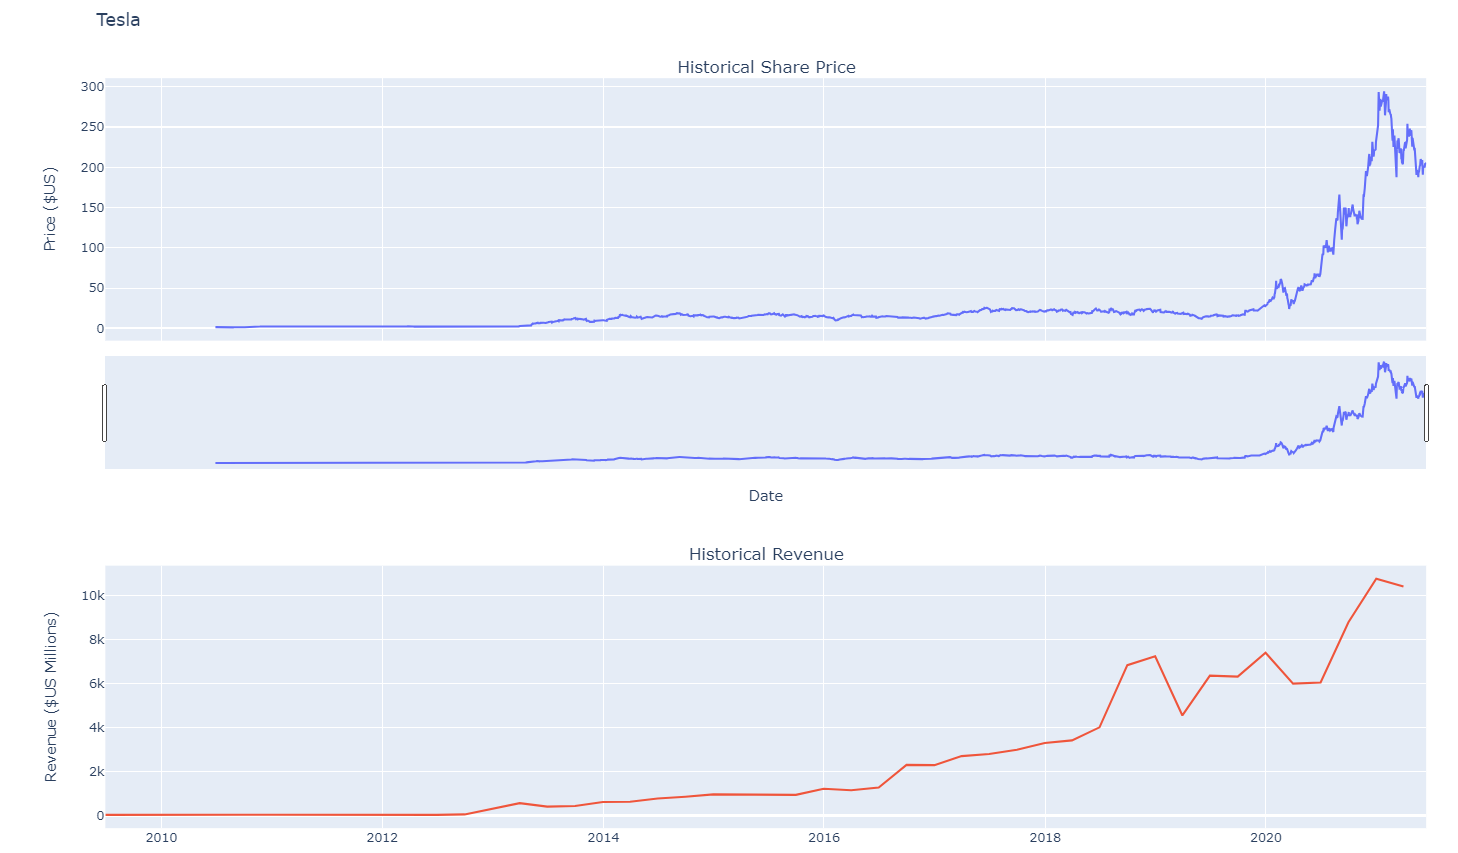 Tesla
Historical Share Price
300
250
200
150
100
50
0
Price ($US)
Date
Historical Revenue
10k
8k
6k
4k
2k
0
Revenue ($US Millions)
2010 2012 2014 2016 2018 2020